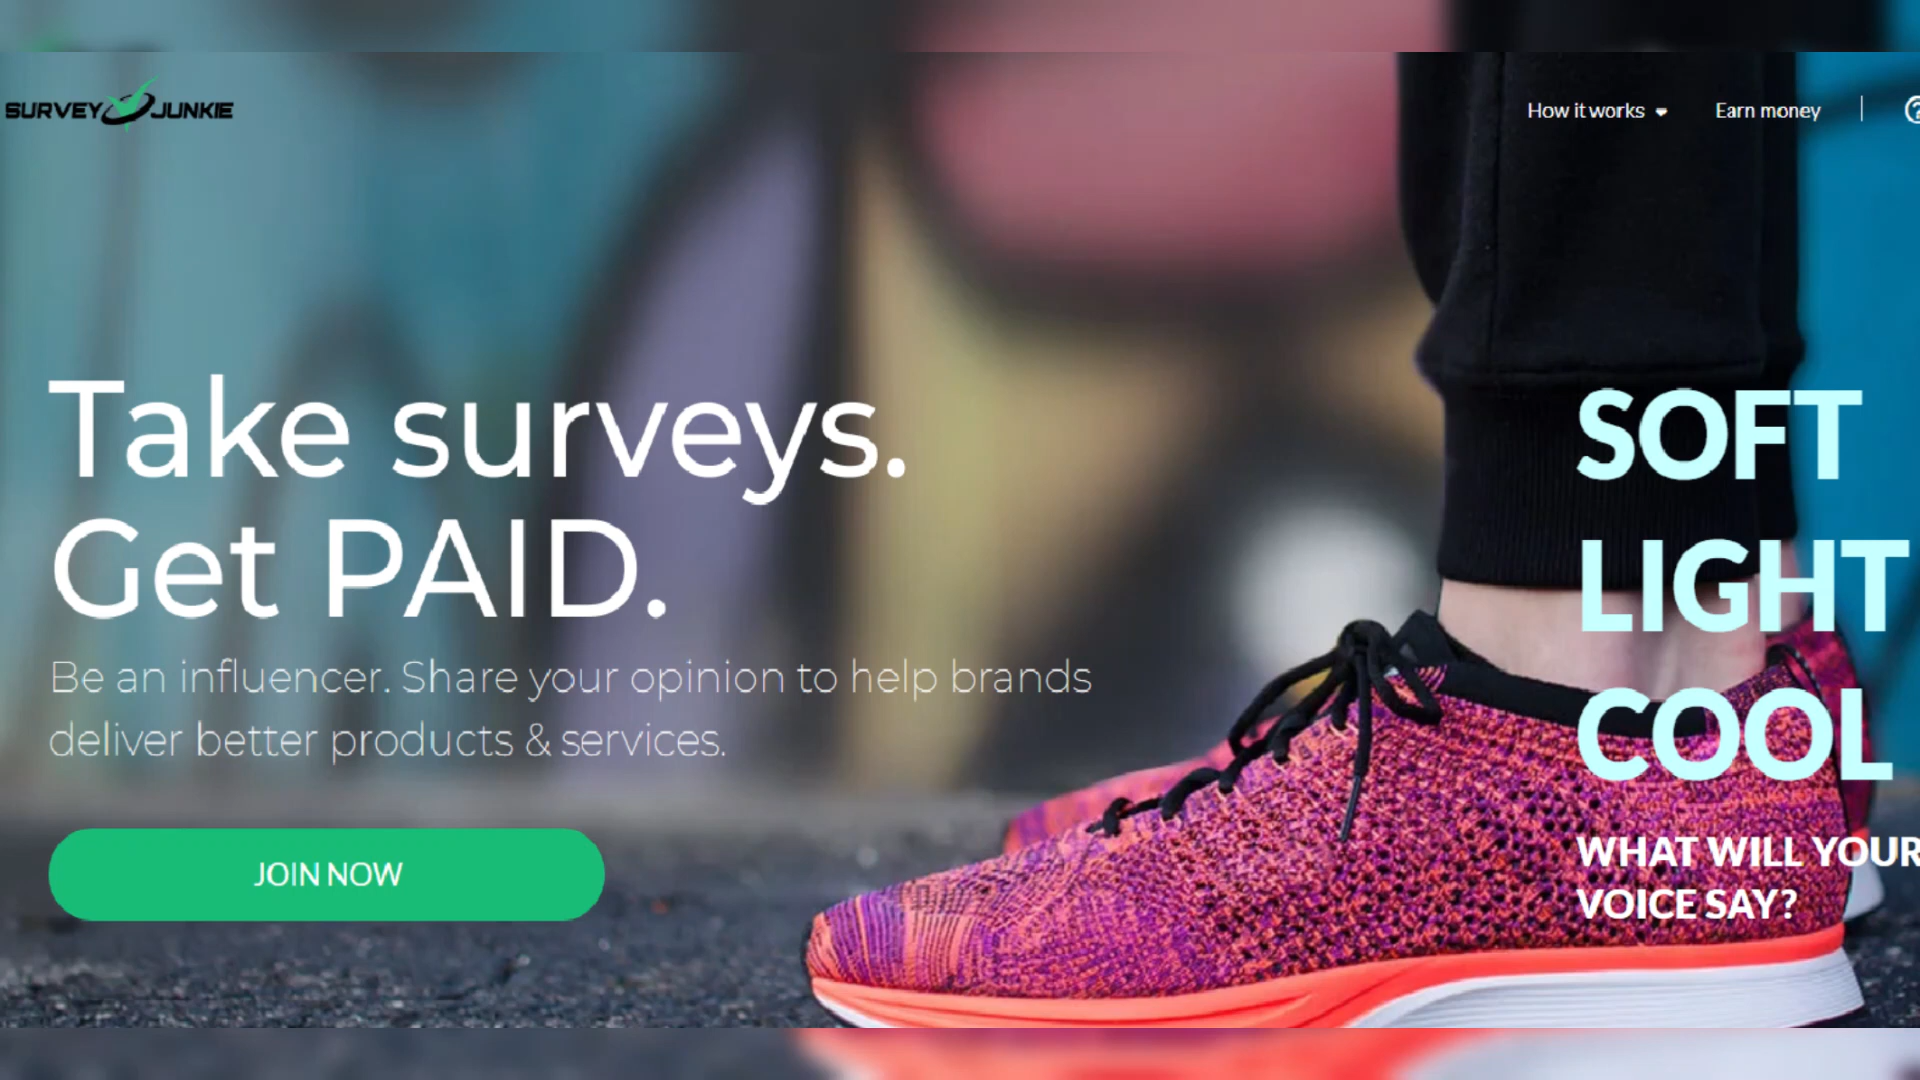 SURVEY JUNKIE
How it works
Earn money
Take surveys.
Get PAID.
Be an influencer. Share your opinion to help brands
deliver better products & services.
JOIN NOW
SOFT
LIGHT
COOL
WHAT WILL YOUR
VOICE SAY?